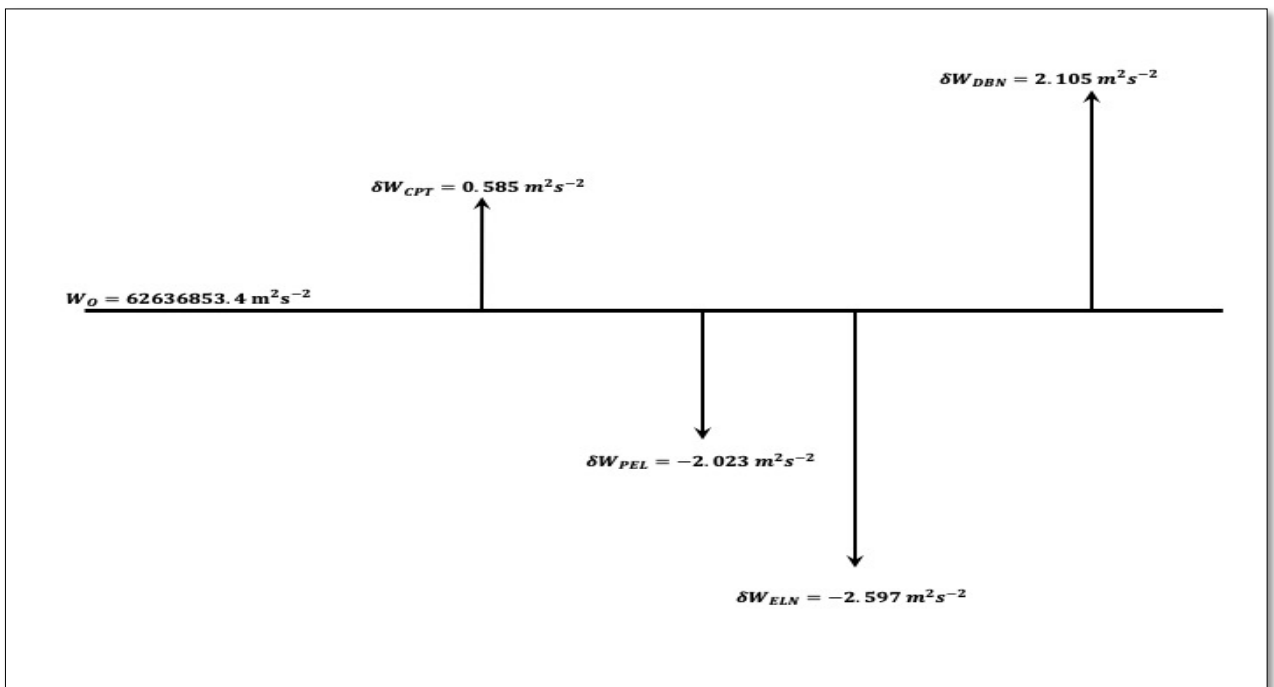 δW_DBN = 2.105 m²s⁻²
δW_CPT = 0.585 m²s⁻²
W_O = 62636853.4 m²s⁻²
δW_PEL = −2.023 m²s⁻²
δW_ELN = −2.597 m²s⁻²